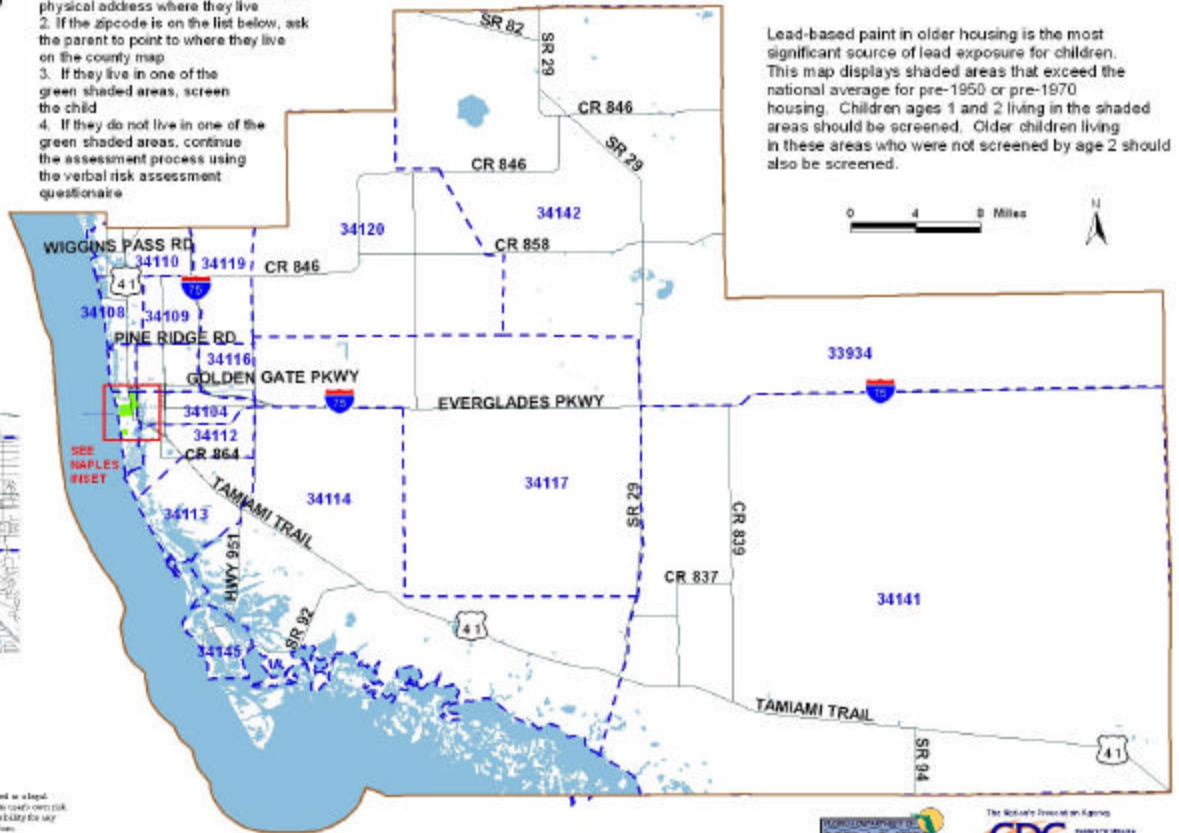 physical address where they live
2. If the zipcode is on the list below, ask
the parent to point to where they live
on the county map
3. If they live in one of the
green shaded areas, screen
the child
4. If they do not live in one of the
green shaded areas, continue
the assessment process using
the verbal risk assessment
questionaire
Lead-based paint in older housing is the most
significant source of lead exposure for children.
This map displays shaded areas that exceed the
national average for pre-1950 or pre-1970
housing. Children ages 1 and 2 living in the shaded
areas should be screened. Older children living
in these areas who were not screened by age 2 should
also be screened.
0 4 8 Miles
N
SR 82
SR 29
CR 846
SR 29
CR 846
34142
34120
CR 858
WIGGINS PASS RD
34110
34119
CR 846
41
75
34108
34109
PINE RIDGE RD
34116
33934
GOLDEN GATE PKWY
75
75
EVERGLADES PKWY
34104
34112
CR 864
SEE
NAPLES
INSET
TAMIAMI TRAIL
34114
34117
SR 29
CR 839
34113
HWY 951
CR 837
34141
SR 92
41
34145
TAMIAMI TRAIL
SR 94
41
The Nation's Prevention Agency
CDC